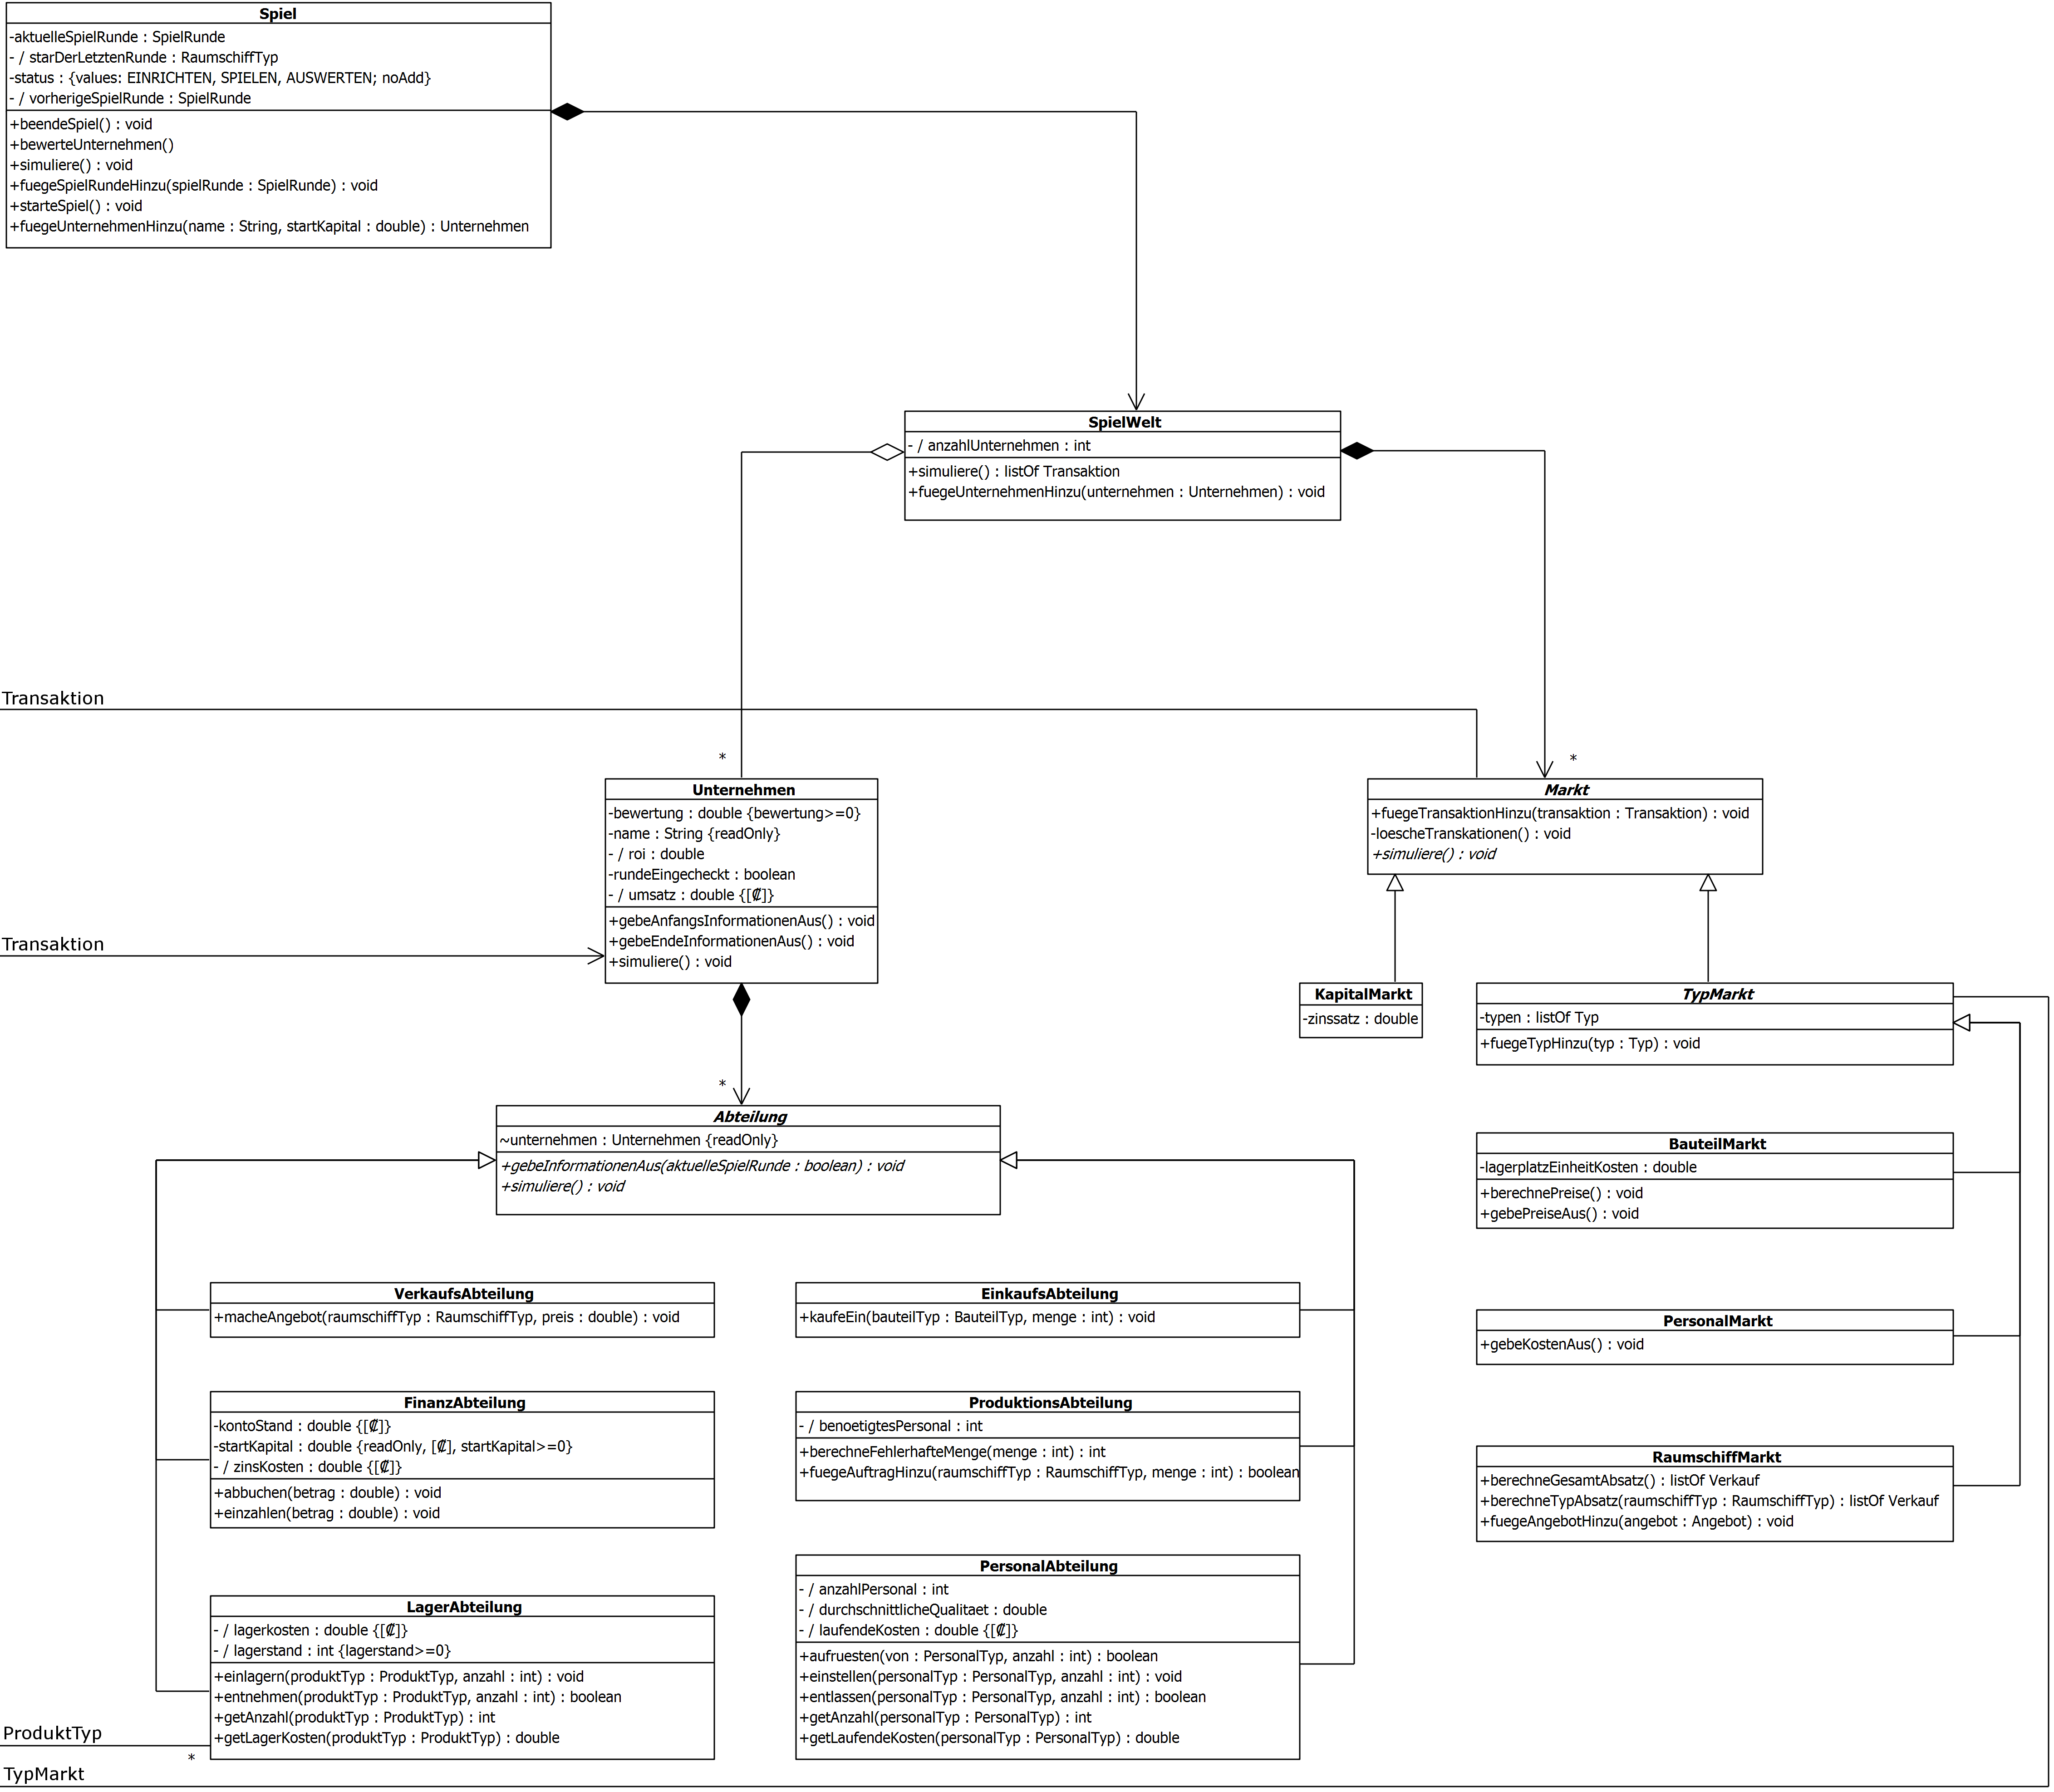 Spiel
-aktuelleSpielRunde : SpielRunde
- / starDerLetztenRunde : RaumschiffTyp
-status : {values: EINRICHTEN, SPIELEN, AUSWERTEN; noAdd}
- / vorherigeSpielRunde : SpielRunde
+beendeSpiel() : void
+bewerteUnternehmen()
+simuliere() : void
+fuegeSpielRundeHinzu(spielRunde : SpielRunde) : void
+starteSpiel() : void
+fuegeUnternehmenHinzu(name : String, startKapital : double) : Unternehmen
SpielWelt
- / anzahlUnternehmen : int
+simuliere() : listOf Transaktion
+fuegeUnternehmenHinzu(unternehmen : Unternehmen) : void
Transaktion
*
*
Unternehmen
-bewertung : double {bewertung>=0}
-name : String {readOnly}
- / roi : double
-rundeEingecheckt : boolean
- / umsatz : double {[₡]}
+gebeAnfangsInformationenAus() : void
+gebeEndeInformationenAus() : void
+simuliere() : void
Markt
+fuegeTransaktionHinzu(transaktion : Transaktion) : void
-loescheTranskationen() : void
+simuliere() : void
Transaktion
KapitalMarkt
-zinssatz : double
TypMarkt
-typen : listOf Typ
+fuegeTypHinzu(typ : Typ) : void
*
Abteilung
~unternehmen : Unternehmen {readOnly}
+gebeInformationenAus(aktuelleSpielRunde : boolean) : void
+simuliere() : void
BauteilMarkt
-lagerplatzEinheitKosten : double
+berechnePreise() : void
+gebePreiseAus() : void
VerkaufsAbteilung
+macheAngebot(raumschiffTyp : RaumschiffTyp, preis : double) : void
EinkaufsAbteilung
+kaufeEin(bauteilTyp : BauteilTyp, menge : int) : void
PersonalMarkt
+gebeKostenAus() : void
FinanzAbteilung
-kontoStand : double {[₡]}
-startKapital : double {readOnly, [₡], startKapital>=0}
- / zinsKosten : double {[₡]}
+abbuchen(betrag : double) : void
+einzahlen(betrag : double) : void
ProduktionsAbteilung
- / benoetigtesPersonal : int
+berechneFehlerhafteMenge(menge : int) : int
+fuegeAuftragHinzu(raumschiffTyp : RaumschiffTyp, menge : int) : boolean
RaumschiffMarkt
+berechneGesamtAbsatz() : listOf Verkauf
+berechneTypAbsatz(raumschiffTyp : RaumschiffTyp) : listOf Verkauf
+fuegeAngebotHinzu(angebot : Angebot) : void
LagerAbteilung
- / lagerkosten : double {[₡]}
- / lagerstand : int {lagerstand>=0}
+einlagern(produktTyp : ProduktTyp, anzahl : int) : void
+entnehmen(produktTyp : ProduktTyp, anzahl : int) : boolean
+getAnzahl(produktTyp : ProduktTyp) : int
+getLagerKosten(produktTyp : ProduktTyp) : double
PersonalAbteilung
- / anzahlPersonal : int
- / durchschnittlicheQualitaet : double
- / laufendeKosten : double {[₡]}
+aufruesten(von : PersonalTyp, anzahl : int) : boolean
+einstellen(personalTyp : PersonalTyp, anzahl : int) : void
+entlassen(personalTyp : PersonalTyp, anzahl : int) : boolean
+getAnzahl(personalTyp : PersonalTyp) : int
+getLaufendeKosten(personalTyp : PersonalTyp) : double
ProduktTyp
*
TypMarkt